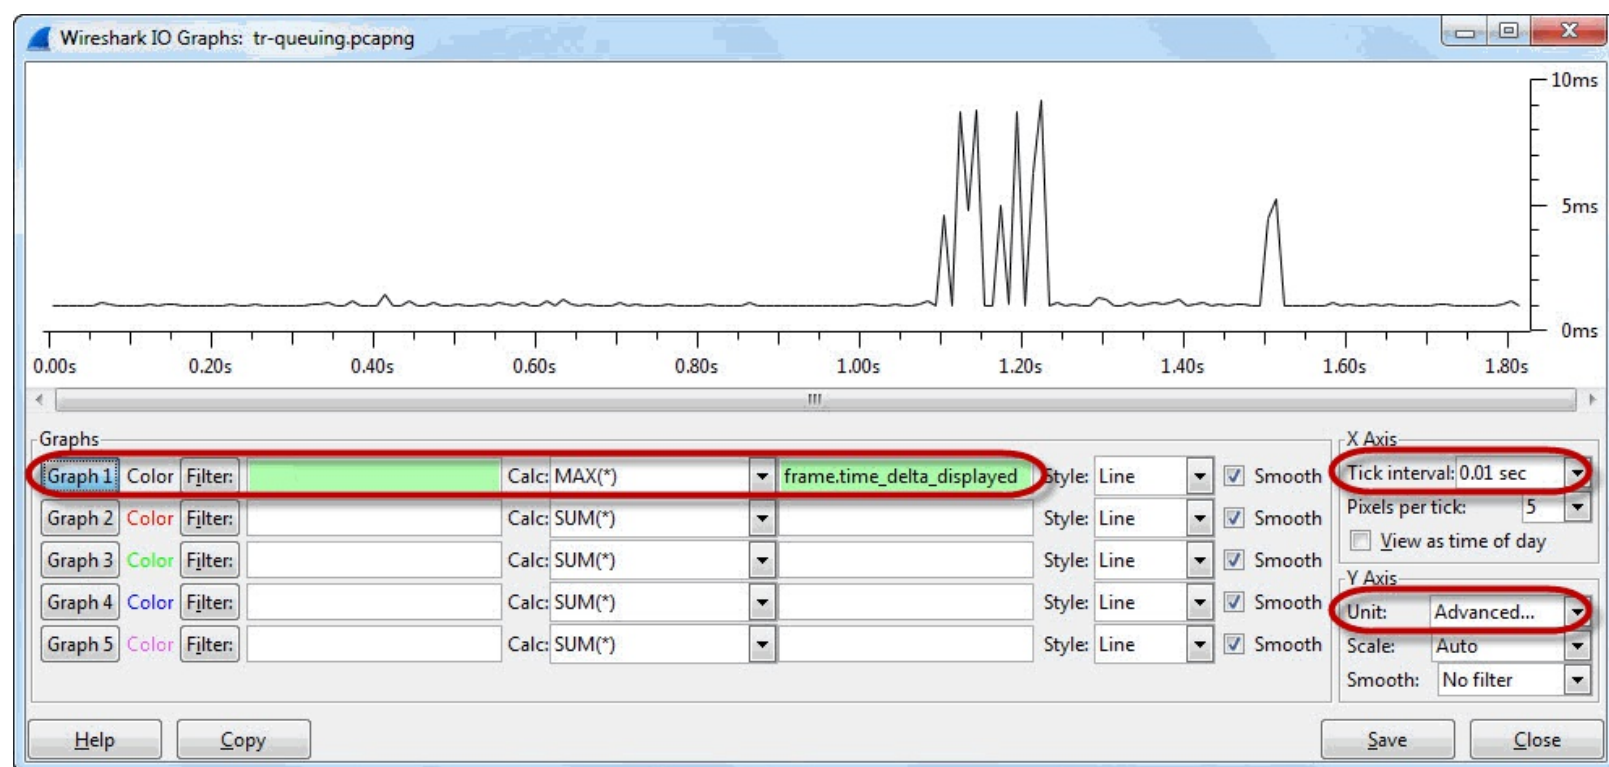 Wireshark IO Graphs: tr-queuing.pcapng
10ms
5ms
0ms
0.00s 0.20s 0.40s 0.60s 0.80s 1.00s 1.20s 1.40s 1.60s 1.80s
Graphs
Graph 1 Color Filter: Calc: MAX(*) frame.time_delta_displayed Style: Line Smooth
Graph 2 Color Filter: Calc: SUM(*) Style: Line Smooth
Graph 3 Color Filter: Calc: SUM(*) Style: Line Smooth
Graph 4 Color Filter: Calc: SUM(*) Style: Line Smooth
Graph 5 Color Filter: Calc: SUM(*) Style: Line Smooth
X Axis
Tick interval: 0.01 sec
Pixels per tick: 5
View as time of day
Y Axis
Unit: Advanced...
Scale: Auto
Smooth: No filter
Help Copy Save Close